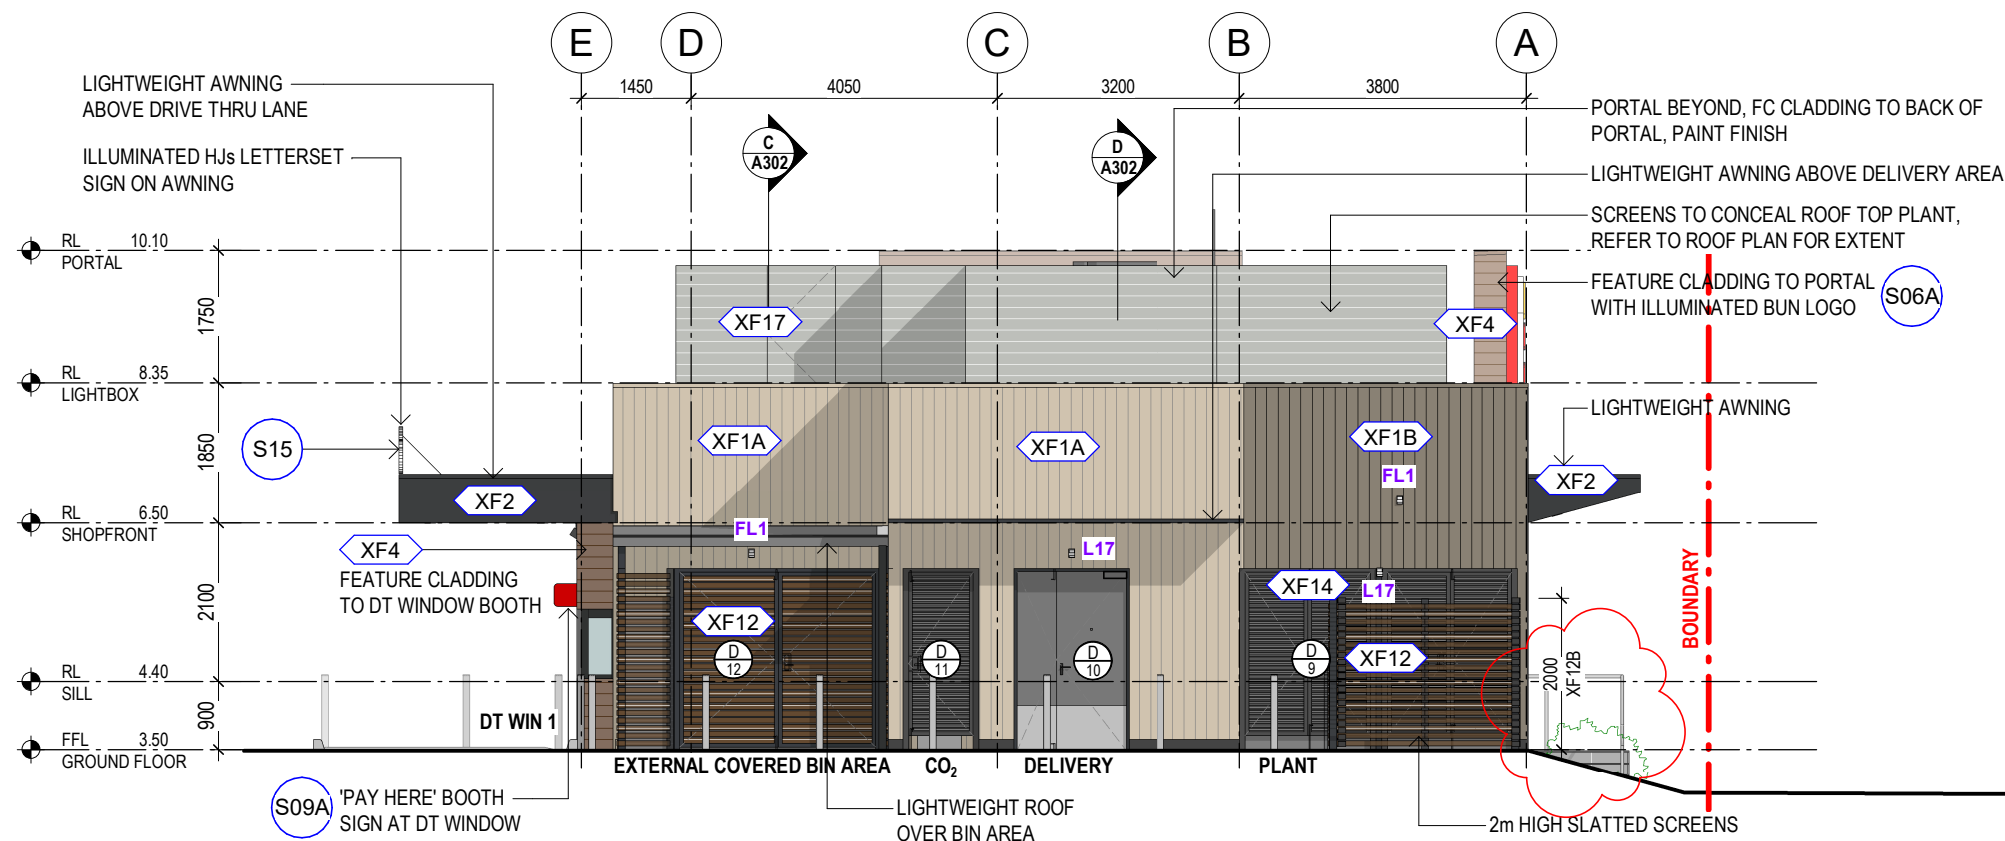 E
D
C
B
A
1450
4050
3200
3800
LIGHTWEIGHT AWNING
ABOVE DRIVE THRU LANE
ILLUMINATED HJs LETTERSET
SIGN ON AWNING
C
A302
D
A302
PORTAL BEYOND, FC CLADDING TO BACK OF
PORTAL, PAINT FINISH
LIGHTWEIGHT AWNING ABOVE DELIVERY AREA
SCREENS TO CONCEAL ROOF TOP PLANT,
REFER TO ROOF PLAN FOR EXTENT
FEATURE CLADDING TO PORTAL
WITH ILLUMINATED BUN LOGO
S06A
RL 10.10
PORTAL
1750
XF17
XF4
RL 8.35
LIGHTBOX
LIGHTWEIGHT AWNING
S15
1850
XF1A
XF1A
XF1B
FL1
XF2
XF2
RL 6.50
SHOPFRONT
FL1
L17
XF4
FEATURE CLADDING
TO DT WINDOW BOOTH
2100
XF14
L17
BOUNDARY
XF12
D
12
D
11
D
10
D
9
XF12
2000
XF12B
RL 4.40
SILL
900
DT WIN 1
FFL 3.50
GROUND FLOOR
EXTERNAL COVERED BIN AREA
CO₂
DELIVERY
PLANT
S09A
'PAY HERE' BOOTH
SIGN AT DT WINDOW
LIGHTWEIGHT ROOF
OVER BIN AREA
2m HIGH SLATTED SCREENS